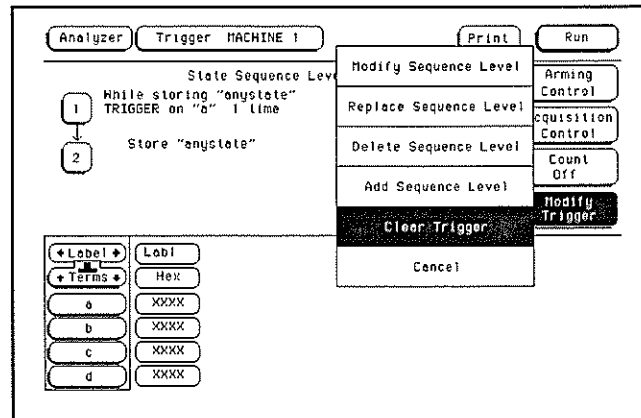 Analyzer Trigger MACHINE 1 Print Run
State Sequence Leve
While storing "anystate"
1 TRIGGER on "a" 1 time
2 Store "anystate"
Modify Sequence Level
Replace Sequence Level
Delete Sequence Level
Add Sequence Level
Clear Trigger
Cancel
Arming
Control
cquisition
Control
Count
Off
Modify
Trigger
Label Lab1
Terms Hex
a XXXX
b XXXX
c XXXX
d XXXX